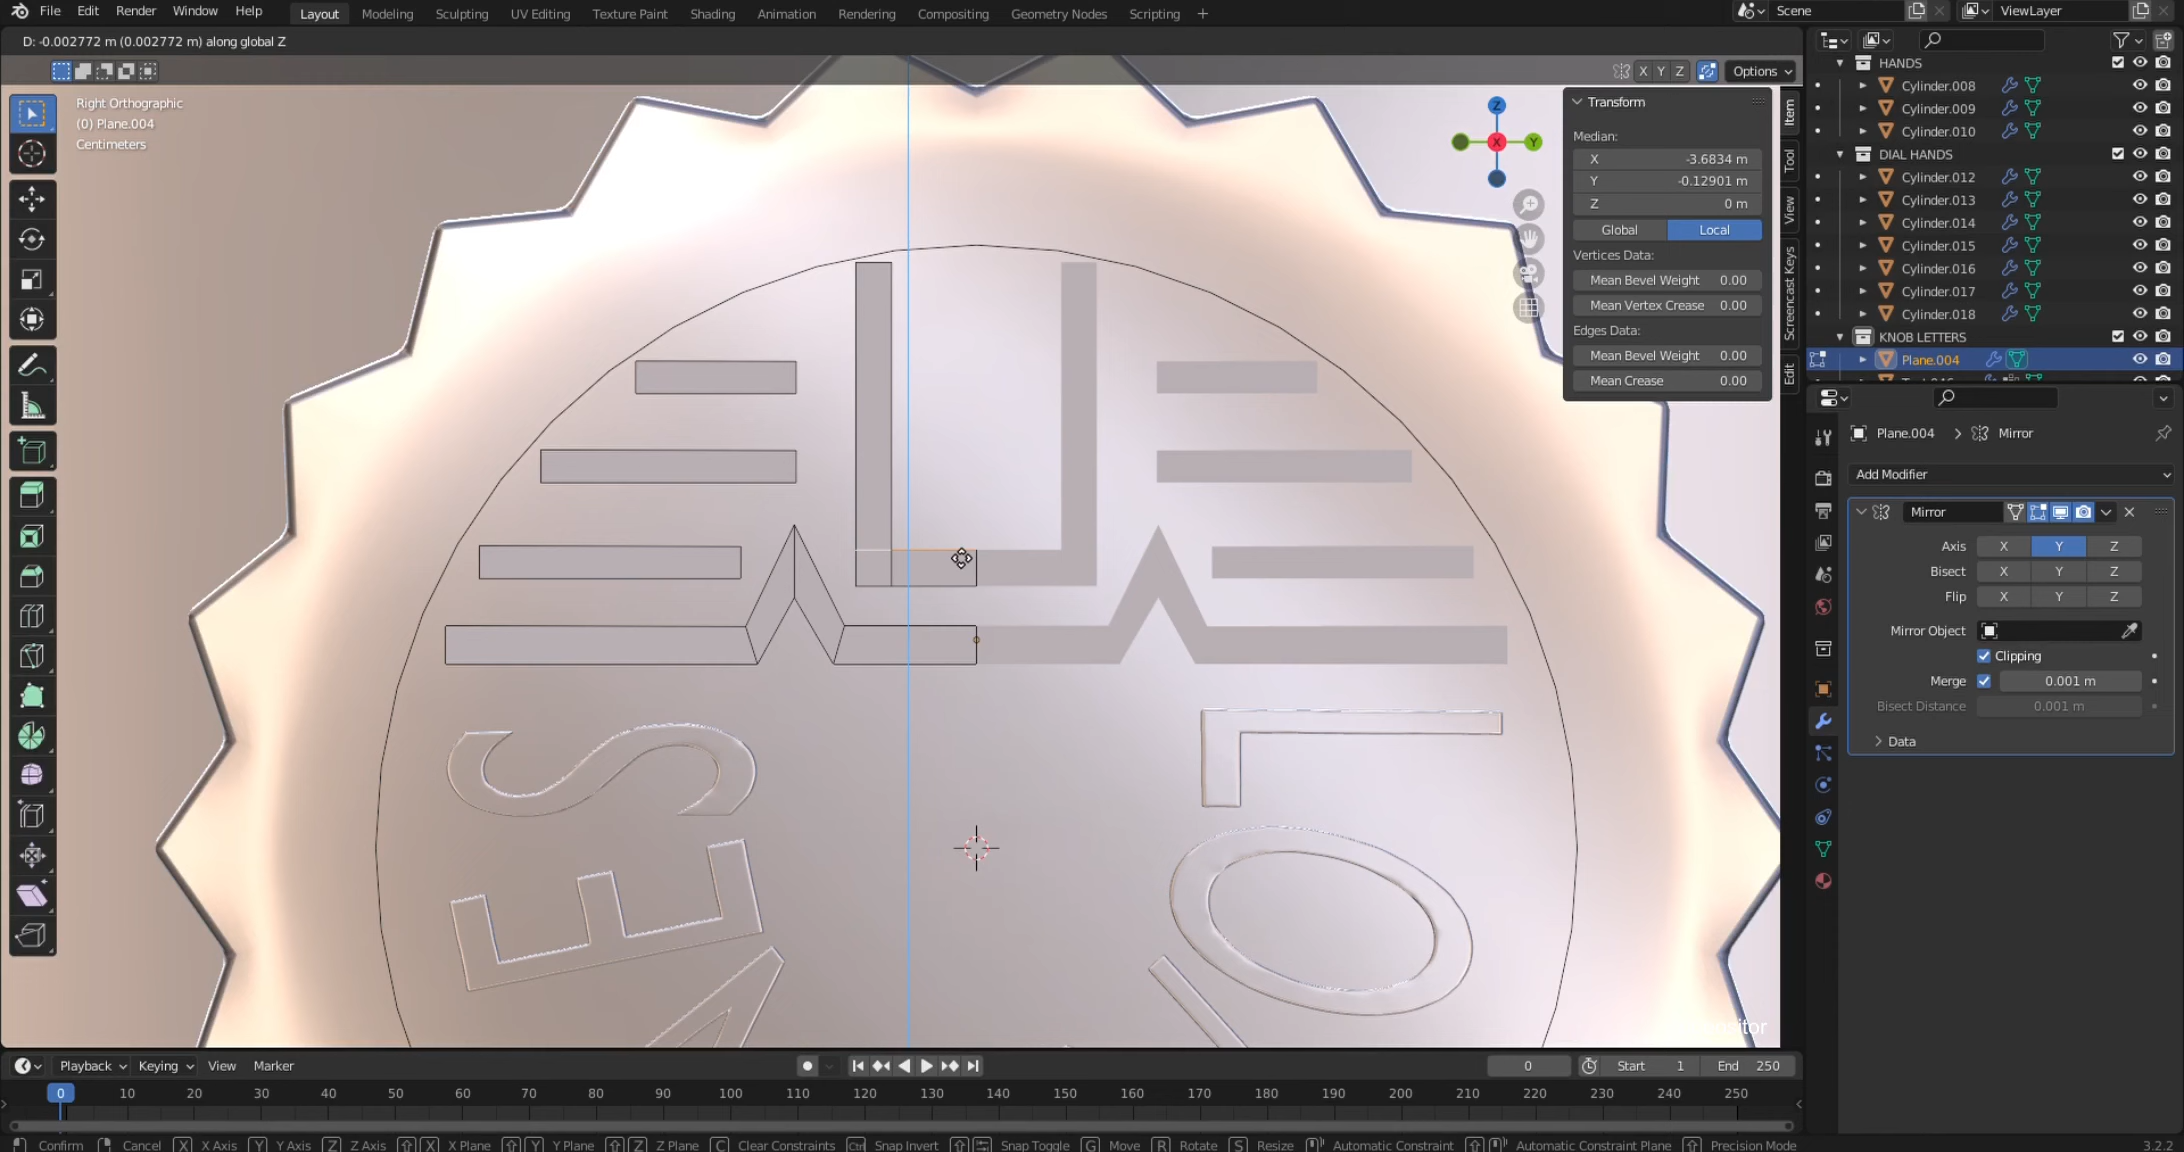 File Edit Render Window Help Layout Modeling Sculpting UV Editing Texture Paint Shading Animation Rendering Compositing Geometry Nodes Scripting + Scene ViewLayer
D: -0.002772 m (0.002772 m) along global Z
X Y Z Options
Right Orthographic
(0) Plane.004
Centimeters
Z
X
Y
Transform
Median:
X -3.6834 m
Y -0.12901 m
Z 0 m
Global Local
Vertices Data:
Mean Bevel Weight 0.00
Mean Vertex Crease 0.00
Edges Data:
Mean Bevel Weight 0.00
Mean Crease 0.00
Item
Tool
View
Screencast Keys
Edit
HANDS
Cylinder.008
Cylinder.009
Cylinder.010
DIAL HANDS
Cylinder.012
Cylinder.013
Cylinder.014
Cylinder.015
Cylinder.016
Cylinder.017
Cylinder.018
KNOB LETTERS
Plane.004
Plane.004 > Mirror
Add Modifier
Mirror
Axis X Y Z
Bisect X Y Z
Flip X Y Z
Mirror Object
Clipping
Merge 0.001 m
Bisect Distance 0.001 m
Data
S
E
L
O
Playback Keying View Marker 0 Start 1 End 250
0 10 20 30 40 50 60 70 80 90 100 110 120 130 140 150 160 170 180 190 200 210 220 230 240 250
Confirm Cancel X X Axis Y Y Axis Z Z Axis X X Plane Y Y Plane Z Z Plane C Clear Constraints Ctrl Snap Invert Snap Toggle G Move R Rotate S Resize Automatic Constraint Automatic Constraint Plane Precision Mode 3.2.2